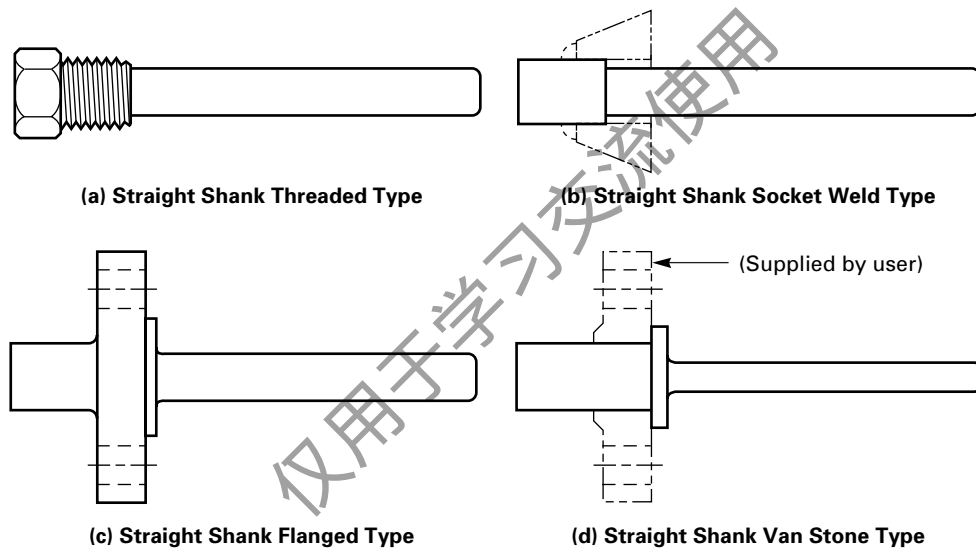 (a) Straight Shank Threaded Type
(b) Straight Shank Socket Weld Type
(Supplied by user)
(c) Straight Shank Flanged Type
(d) Straight Shank Van Stone Type
仅用于学习交流使用